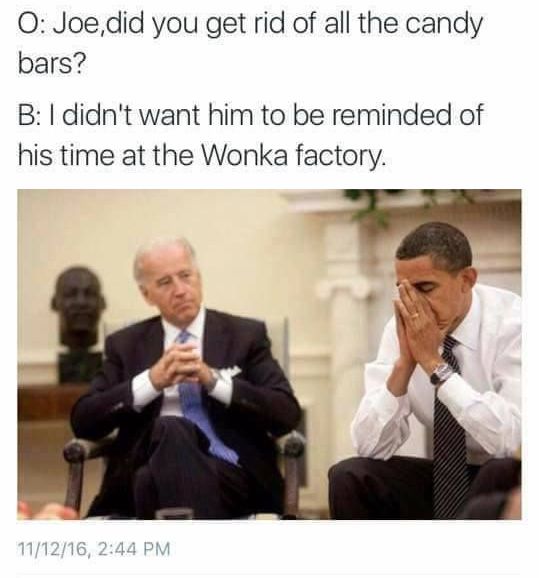 O: Joe,did you get rid of all the candy
bars?
B: I didn't want him to be reminded of
his time at the Wonka factory.
11/12/16, 2:44 PM